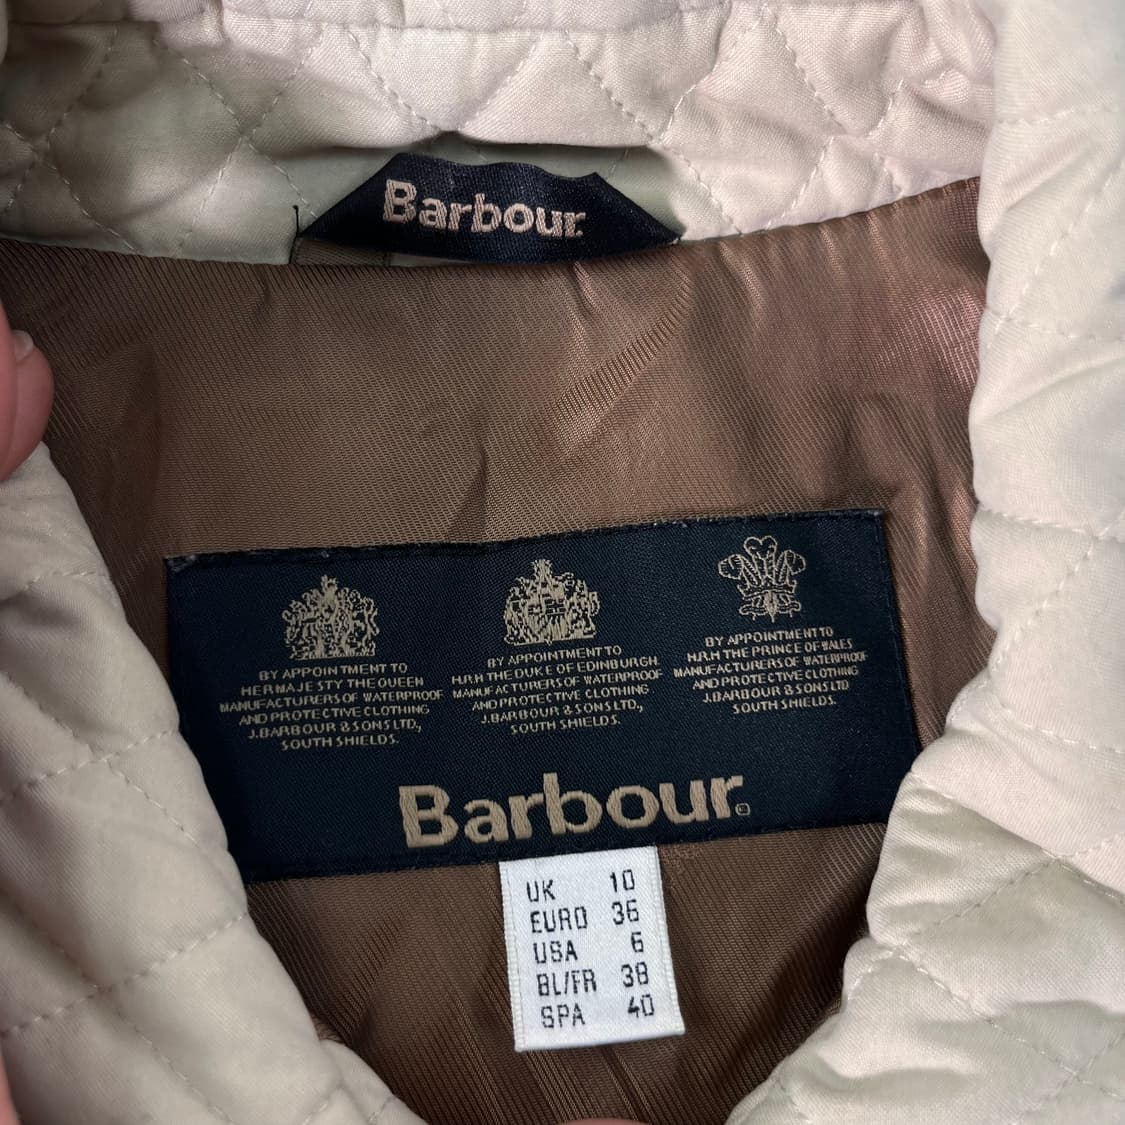 Barbour.
BY APPOINTMENT TO
HER MAJESTY THE QUEEN
MANUFACTURERS OF WATERPROOF
AND PROTECTIVE CLOTHING
J.BARBOUR & SONS LTD,
SOUTH SHIELDS.
BY APPOINTMENT TO
H.R.H THE DUKE OF EDINBURGH
MANUFACTURERS OF WATERPROOF
AND PROTECTIVE CLOTHING
J.BARBOUR & SONS LTD.,
SOUTH SHIELDS.
BY APPOINTMENT TO
H.R.H THE PRINCE OF WALES
MANUFACTURERS OF WATERPROOF
AND PROTECTIVE CLOTHING
J.BARBOUR & SONS LTD
SOUTH SHIELDS.
Barbour.
UK 10
EURO 36
USA 6
BL/FR 38
SPA 40